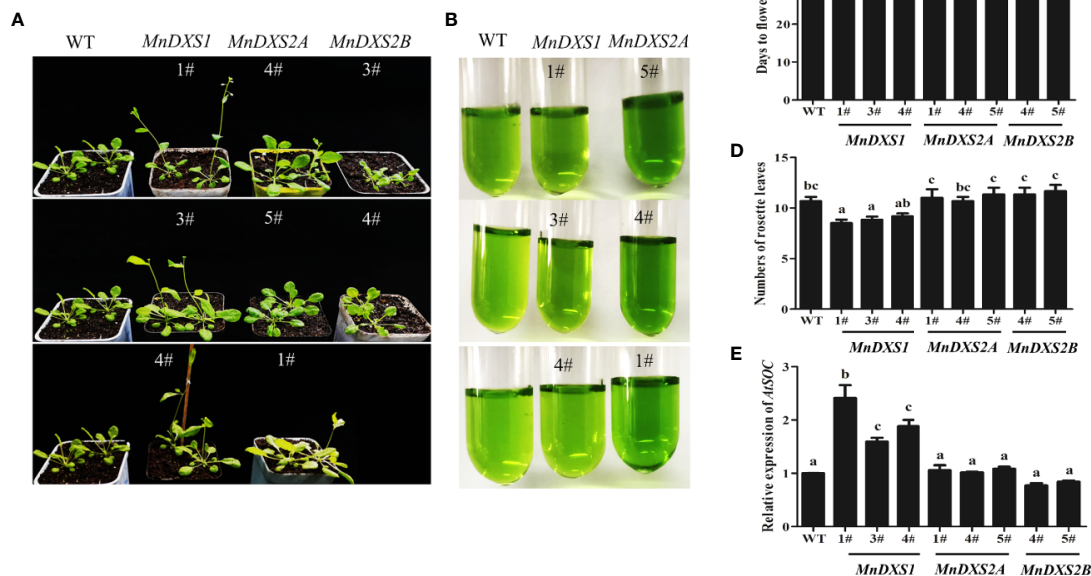 A
WT MnDXS1 MnDXS2A MnDXS2B
1# 4# 3#
3# 5# 4#
4# 1#
B
WT MnDXS1 MnDXS2A
1# 5#
3# 4#
4# 1#
Days to flowe
20
10
0
WT 1# 3# 4# 1# 4# 5# 4# 5#
MnDXS1 MnDXS2A MnDXS2B
D
Numbers of rosette leaves
15
10
5
0
bc a a ab c bc c c c
WT 1# 3# 4# 1# 4# 5# 4# 5#
MnDXS1 MnDXS2A MnDXS2B
E
Relative expression of AtSOC
3
2
1
0
a b c c a a a a a
WT 1# 3# 4# 1# 4# 5# 4# 5#
MnDXS1 MnDXS2A MnDXS2B